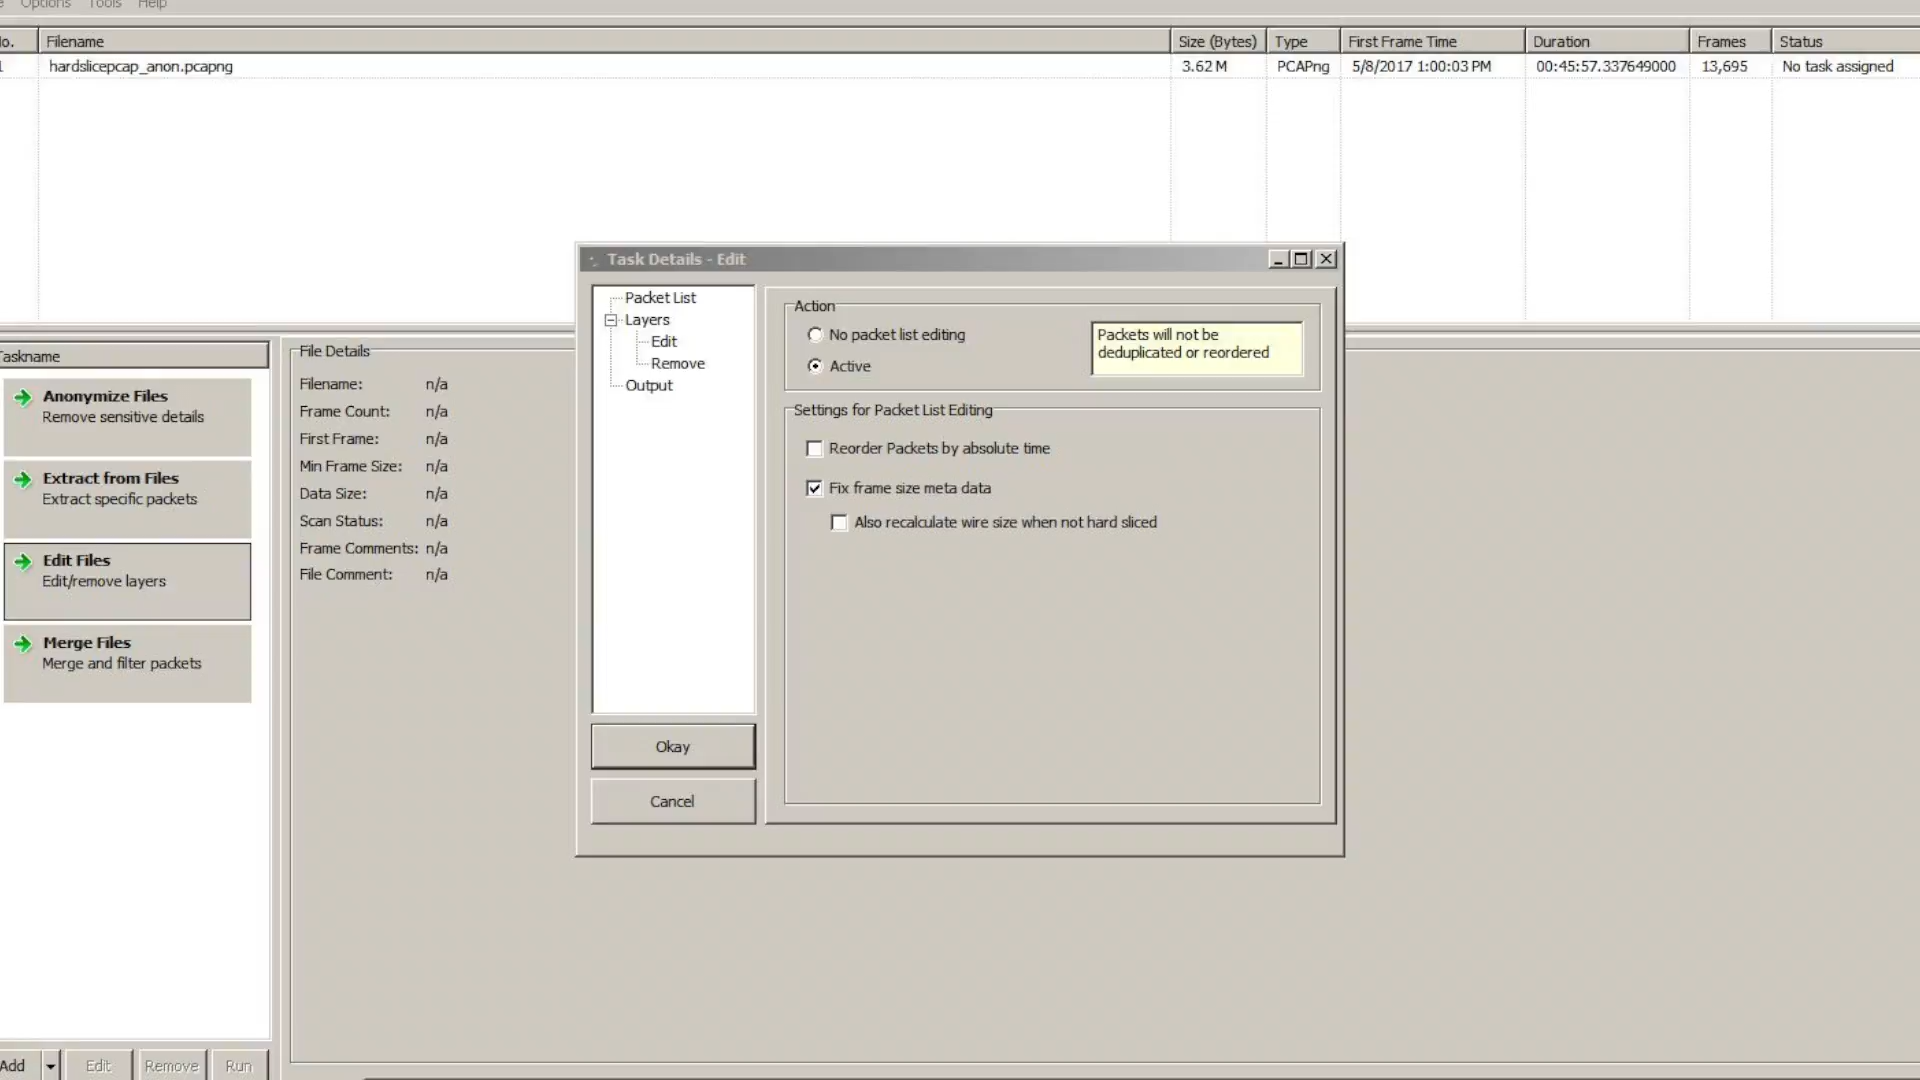 Options Tools Help
Filename Size (Bytes) Type First Frame Time Duration Frames Status
hardslicepcap_anon.pcapng 3.62 M PCAPng 5/8/2017 1:00:03 PM 00:45:57.337649000 13,695 No task assigned
Taskname
Anonymize Files
Remove sensitive details
Extract from Files
Extract specific packets
Edit Files
Edit/remove layers
Merge Files
Merge and filter packets
Add Edit Remove Run
File Details
Filename: n/a
Frame Count: n/a
First Frame: n/a
Min Frame Size: n/a
Data Size: n/a
Scan Status: n/a
Frame Comments: n/a
File Comment: n/a
Task Details - Edit
Packet List
Layers
Edit
Remove
Output
Okay
Cancel
Action
No packet list editing
Active
Packets will not be
deduplicated or reordered
Settings for Packet List Editing
Reorder Packets by absolute time
Fix frame size meta data
Also recalculate wire size when not hard sliced